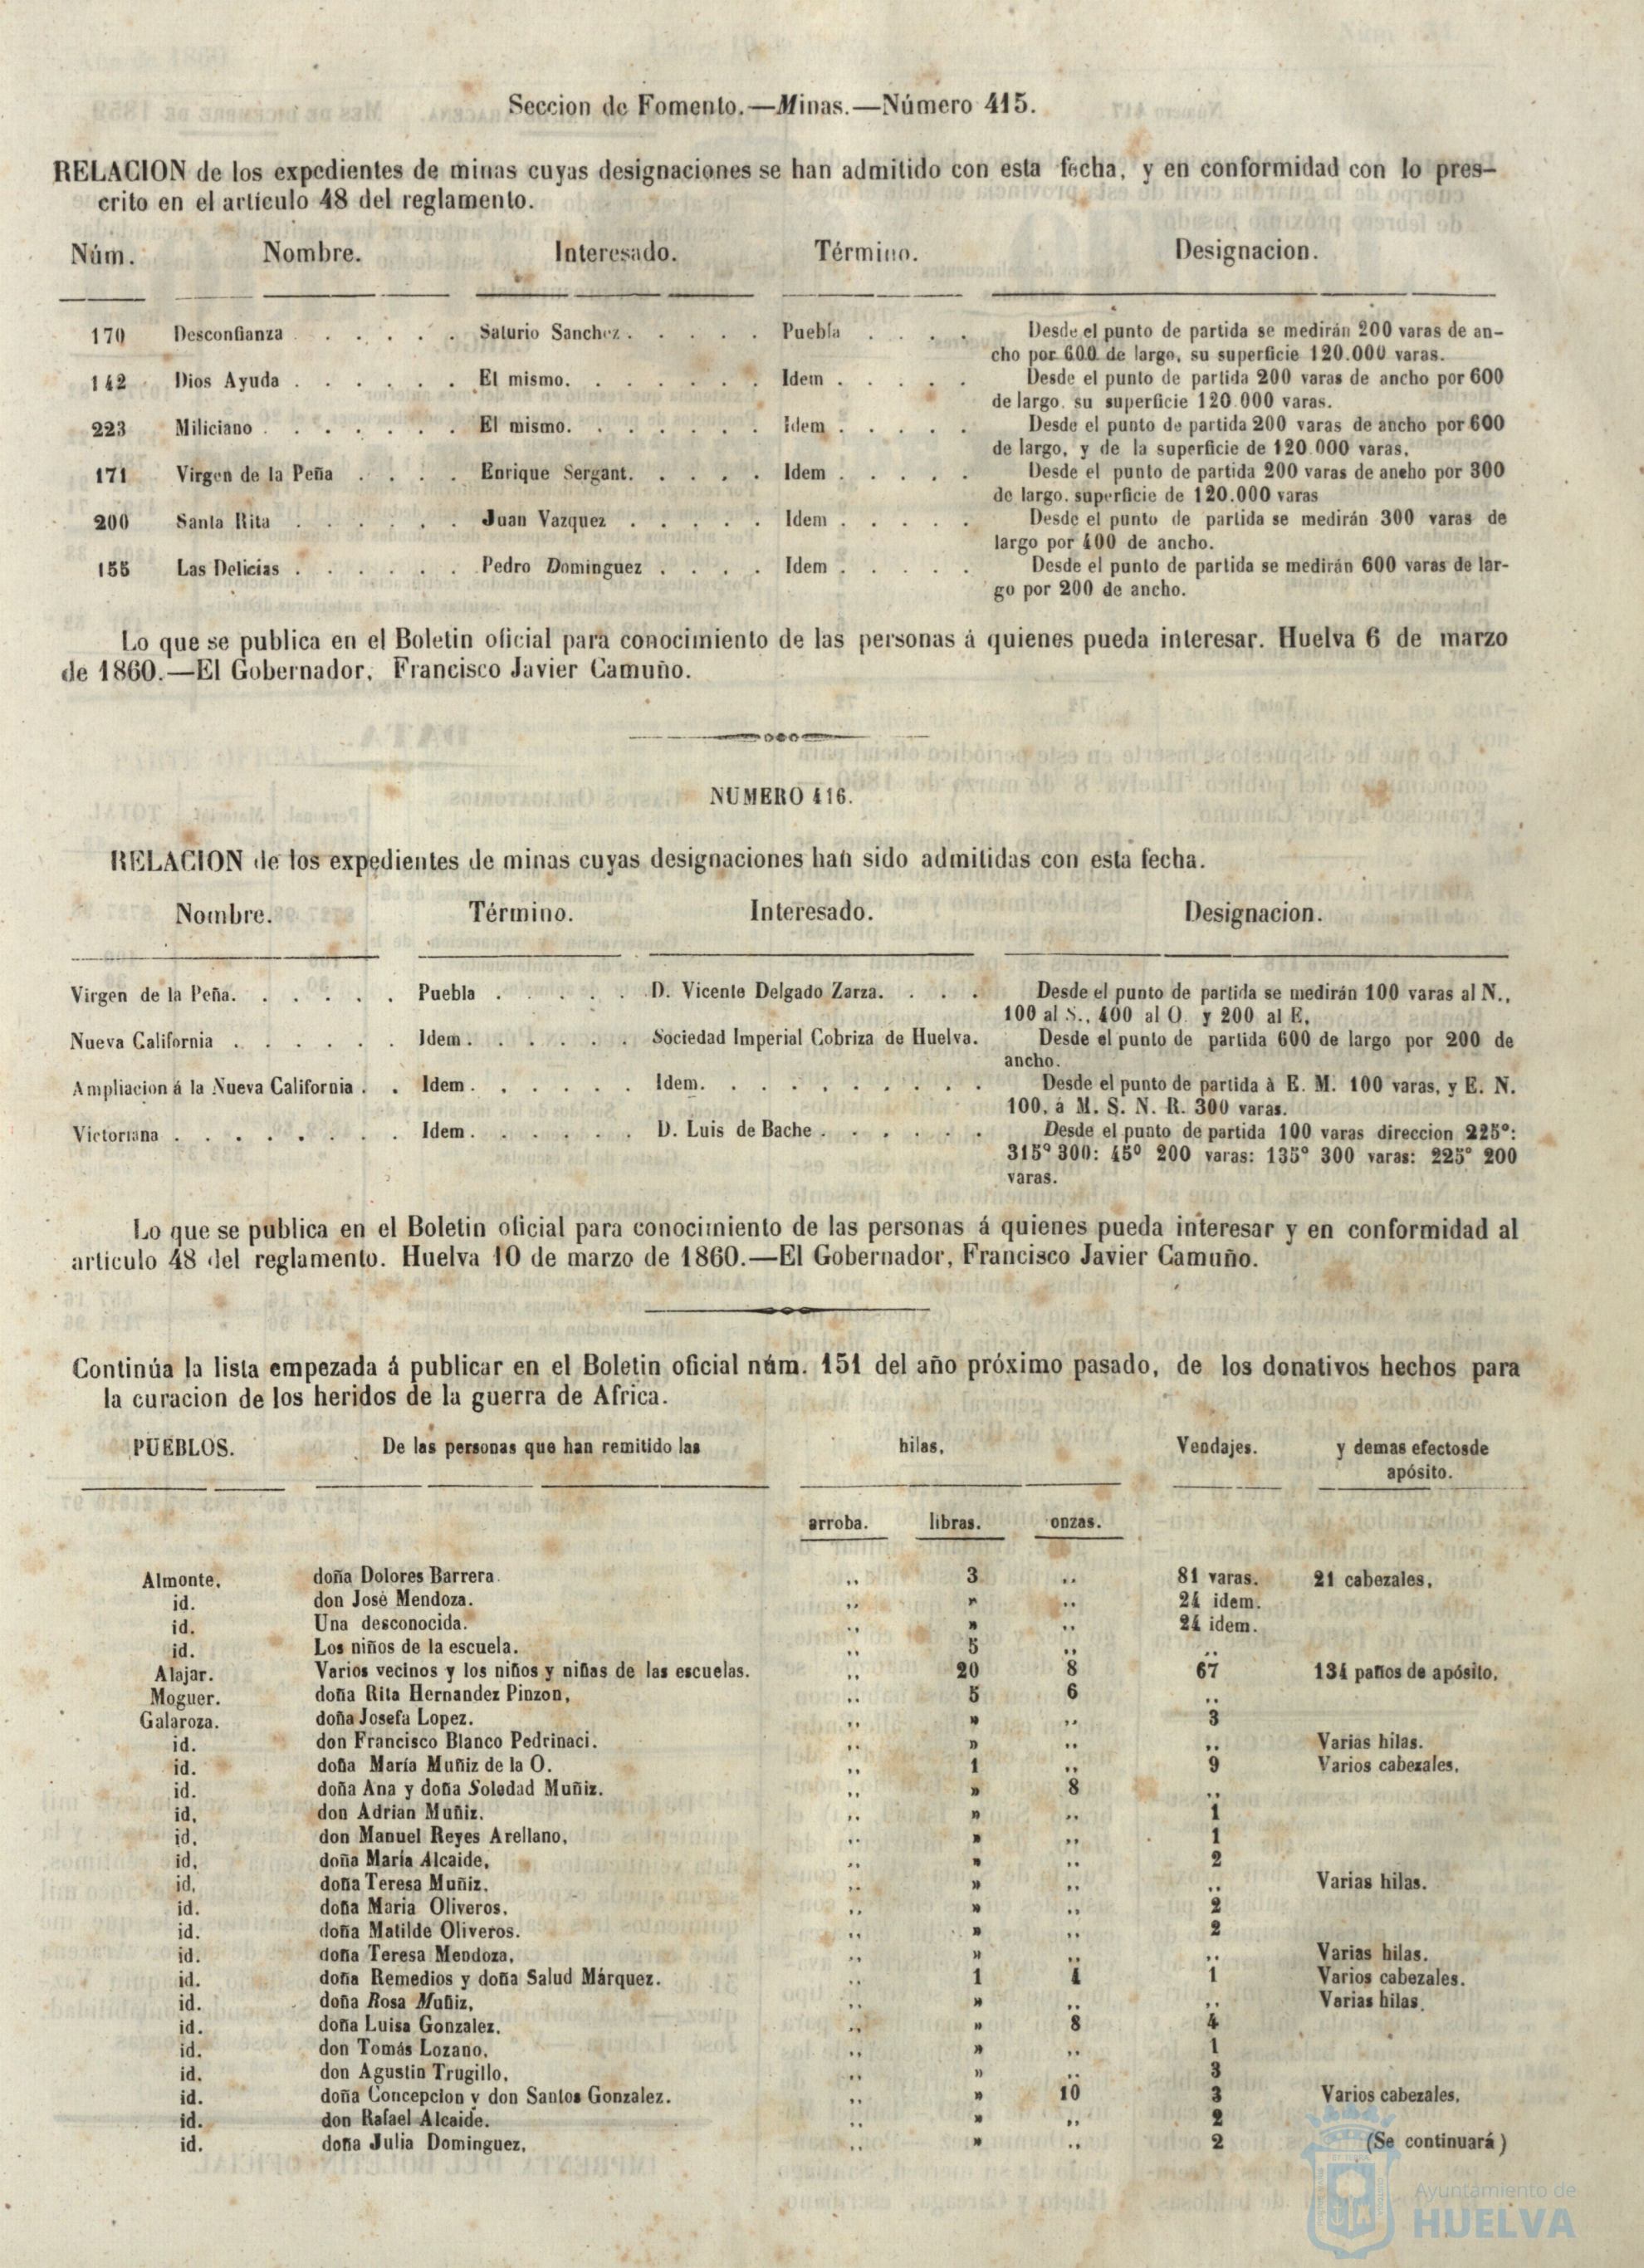 Seccion de Fomento.—Minas.—Número 415.
RELACION de los expedientes de minas cuyas designaciones se han admitido con esta fecha, y en conformidad con lo pres-
crito en el artículo 48 del reglamento.
Núm. Nombre. Interesado. Término. Designacion.
170 Desconfianza . . . . . . Saturio Sanchez . . . . . Puebla . . . . Desde el punto de partida se medirán 200 varas de an-
cho por 600 de largo, su superficie 120.000 varas.
142 Dios Ayuda . . . . . . El mismo. . . . . . . Idem . . . . . Desde el punto de partida 200 varas de ancho por 600
de largo. su superficie 120.000 varas.
223 Miliciano . . . . . . . El mismo. . . . . . . Idem . . . . . Desde el punto de partida 200 varas de ancho por 600
de largo, y de la superficie de 120.000 varas.
171 Virgen de la Peña . . . . Enrique Sergant. . . . . Idem . . . . . Desde el punto de partida 200 varas de ancho por 300
de largo. superficie de 120.000 varas
200 Santa Rita . . . . . . Juan Vazquez . . . . . Idem . . . . . Desde el punto de partida se medirán 300 varas de
largo por 400 de ancho.
155 Las Delicias . . . . . . Pedro Dominguez . . . . Idem . . . . . Desde el punto de partida se medirán 600 varas de lar-
go por 200 de ancho.
Lo que se publica en el Boletin oficial para conocimiento de las personas á quienes pueda interesar. Huelva 6 de marzo
de 1860.—El Gobernador, Francisco Javier Camuño.
NUMERO 416.
RELACION de los expedientes de minas cuyas designaciones han sido admitidas con esta fecha.
Nombre. Término. Interesado. Designacion.
Virgen de la Peña. . . . . . Puebla . . . . . D. Vicente Delgado Zarza. . . . Desde el punto de partida se medirán 100 varas al N.,
100 al S., 400 al O. y 200 al E.
Nueva California . . . . . . Idem . . . . . . Sociedad Imperial Cobriza de Huelva. Desde el punto de partida 600 de largo por 200 de
ancho.
Ampliacion á la Nueva California . . Idem . . . . . . Idem. . . . . . . . . Desde el punto de partida à E. M. 100 varas, y E. N.
100, á M. S. N. R. 300 varas.
Victoriana . . . . . . . . Idem . . . . . . D. Luis de Bache . . . . . . Desde el punto de partida 100 varas direccion 225°:
315° 300: 45° 200 varas: 135° 300 varas: 225° 200
varas.
Lo que se publica en el Boletin oficial para conocimiento de las personas á quienes pueda interesar y en conformidad al
articulo 48 del reglamento. Huelva 10 de marzo de 1860.—El Gobernador, Francisco Javier Camuño.
Continúa la lista empezada á publicar en el Boletin oficial núm. 151 del año próximo pasado, de los donativos hechos para
la curacion de los heridos de la guerra de Africa.
PUEBLOS. De las personas que han remitido las hilas, Vendajes. y demas efectosde
apósito.
arroba. libras. onzas.
Almonte. doña Dolores Barrera. ,, 3 ,, 81 varas. 21 cabezales.
id. don José Mendoza. ,, » ,, 24 idem.
id. Una desconocida. ,, » ,, 24 idem.
id. Los niños de la escuela. ,, 5 ,, ,,
Alajar. Varios vecinos y los niños y niñas de las escuelas. ,, 20 8 67 134 paños de apósito.
Moguer. doña Rita Hernandez Pinzon, ,, 5 6 ,,
Galaroza. doña Josefa Lopez. ,, » ,, 3
id. don Francisco Blanco Pedrinaci. ,, » ,, ,, Varias hilas.
id. doña María Muñiz de la O. ,, 1 ,, 9 Varios cabezales.
id. doña Ana y doña Soledad Muñiz. ,, » 8 ,,
id. don Adrian Muñiz. ,, » ,, 1
id. don Manuel Reyes Arellano, ,, » ,, 1
id. doña María Alcaide, ,, » ,, 2
id. doña Teresa Muñiz. ,, » ,, ,, Varias hilas.
id. doña Maria Oliveros. ,, » ,, 2
id. doña Matilde Oliveros. ,, » ,, 2
id. doña Teresa Mendoza. ,, » ,, ,, Varias hilas.
id. doña Remedios y doña Salud Márquez. ,, 1 4 1 Varios cabezales.
id. doña Rosa Muñiz, ,, » ,, ,, Varias hilas.
id. doña Luisa Gonzalez. ,, » 8 4
id. don Tomás Lozano. ,, » ,, 1
id. don Agustin Trugillo. ,, » ,, 3
id. doña Concepcion y don Santos Gonzalez. ,, » 10 3 Varios cabezales.
id. don Rafael Alcaide. ,, » ,, 2
id. doña Julia Dominguez, ,, » ,, 2 (Se continuará)
Ayuntamiento de
HUELVA